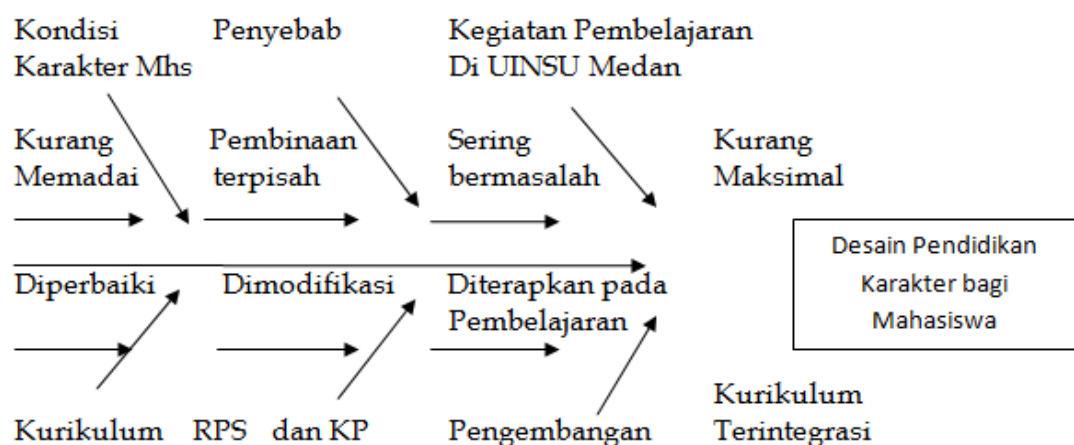 Kondisi Penyebab Kegiatan Pembelajaran
Karakter Mhs Di UINSU Medan
Kurang Pembinaan Sering Kurang
Memadai terpisah bermasalah Maksimal
Desain Pendidikan
Karakter bagi
Mahasiswa
Diperbaiki Dimodifikasi Diterapkan pada
Pembelajaran
Kurikulum
Kurikulum RPS dan KP Pengembangan Terintegrasi